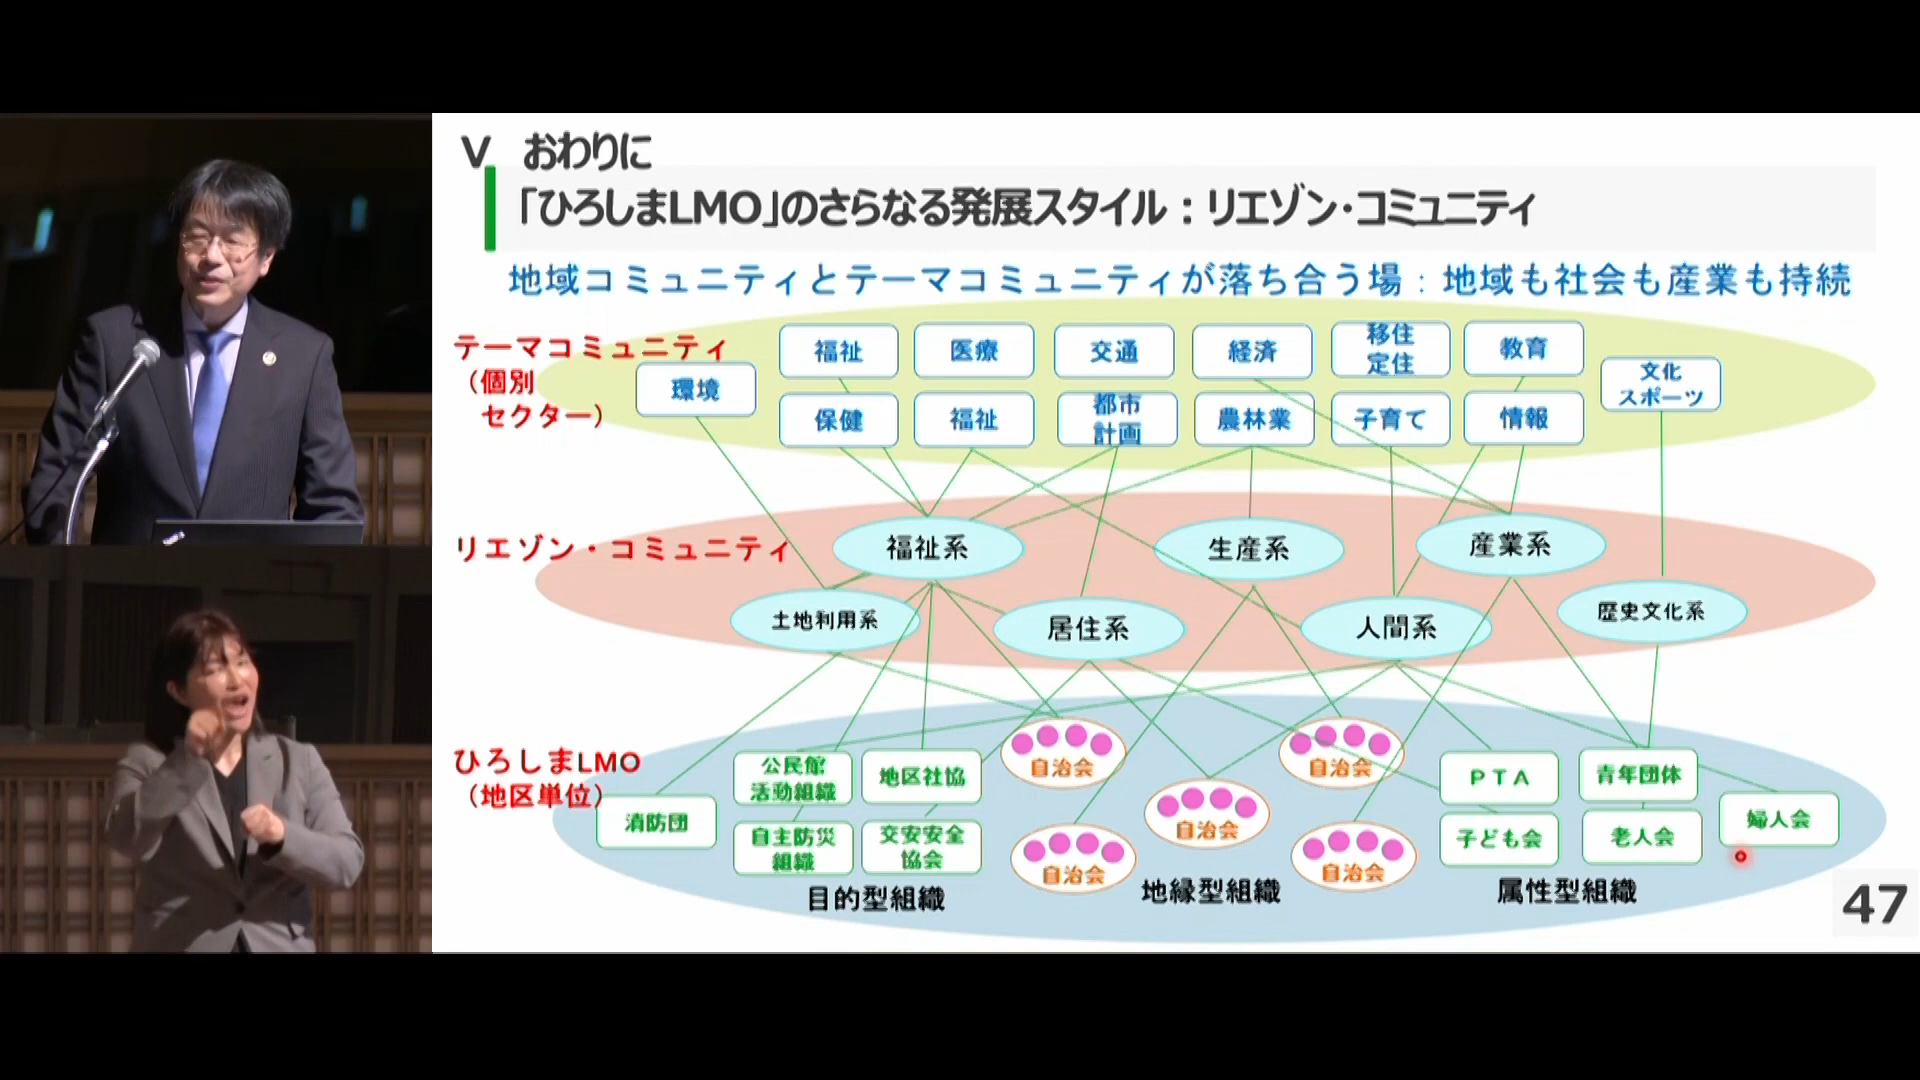 Ⅴ おわりに
「ひろしまLMO」のさらなる発展スタイル：リエゾン・コミュニティ
地域コミュニティとテーマコミュニティが落ち合う場：地域も社会も産業も持続
テーマコミュニティ
（個別
セクター）
環境
福祉
医療
交通
経済
移住
定住
教育
文化
スポーツ
保健
福祉
都市
計画
農林業
子育て
情報
リエゾン・コミュニティ
福祉系
生産系
産業系
土地利用系
居住系
人間系
歴史文化系
ひろしまLMO
（地区単位）
消防団
公民館
活動組織
地区社協
自主防災
組織
交安安全
協会
自治会
自治会
自治会
自治会
自治会
ＰＴＡ
青年団体
子ども会
老人会
婦人会
目的型組織
地縁型組織
属性型組織
47